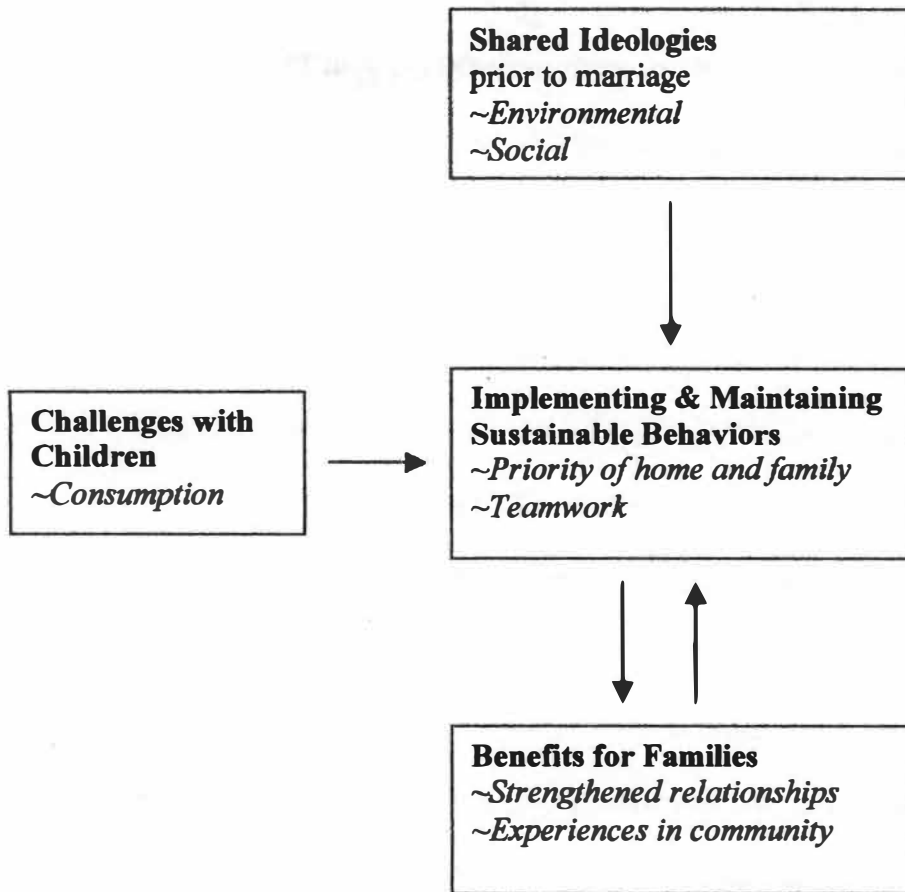 Shared Ideologies
prior to marriage
~Environmental
~Social
Challenges with
Children
~Consumption
Implementing & Maintaining
Sustainable Behaviors
~Priority of home and family
~Teamwork
Benefits for Families
~Strengthened relationships
~Experiences in community